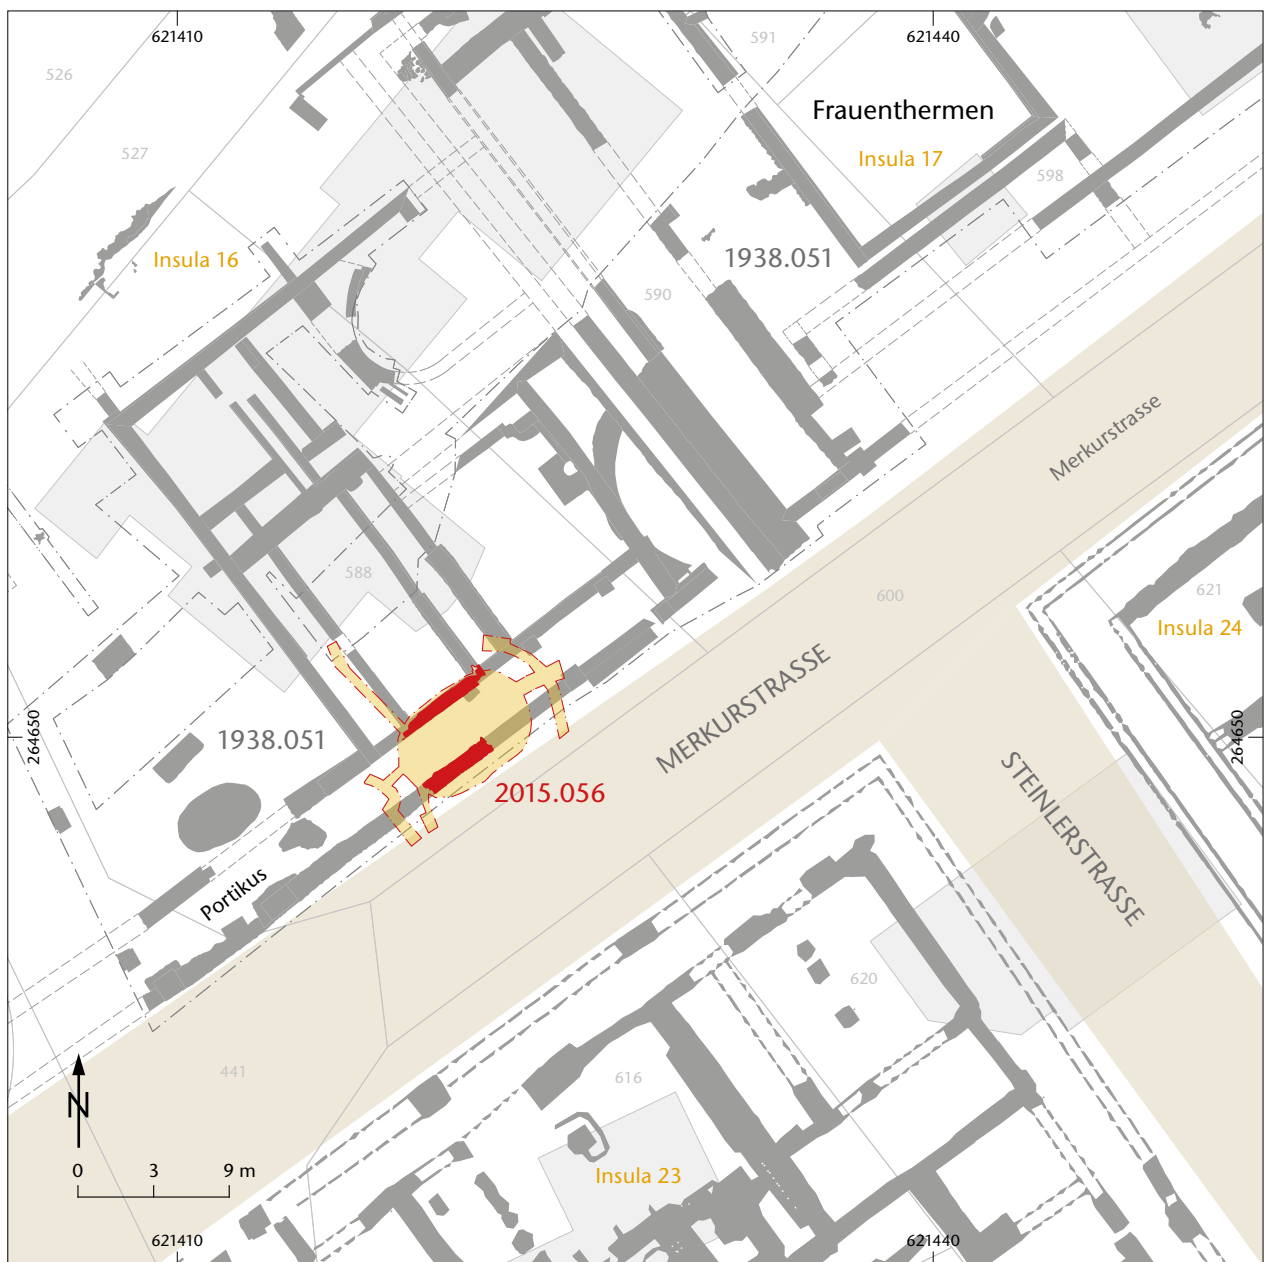 621410
621440
591
526
Frauenthermen
527
Insula 17
598
Insula 16
1938.051
590
Merkurstrasse
588
600
621
Insula 24
264650
1938.051
MERKURSTRASSE
264650
2015.056
STEINLERSTRASSE
Portikus
620
441
616
N
0 3 9 m
Insula 23
621410
621440